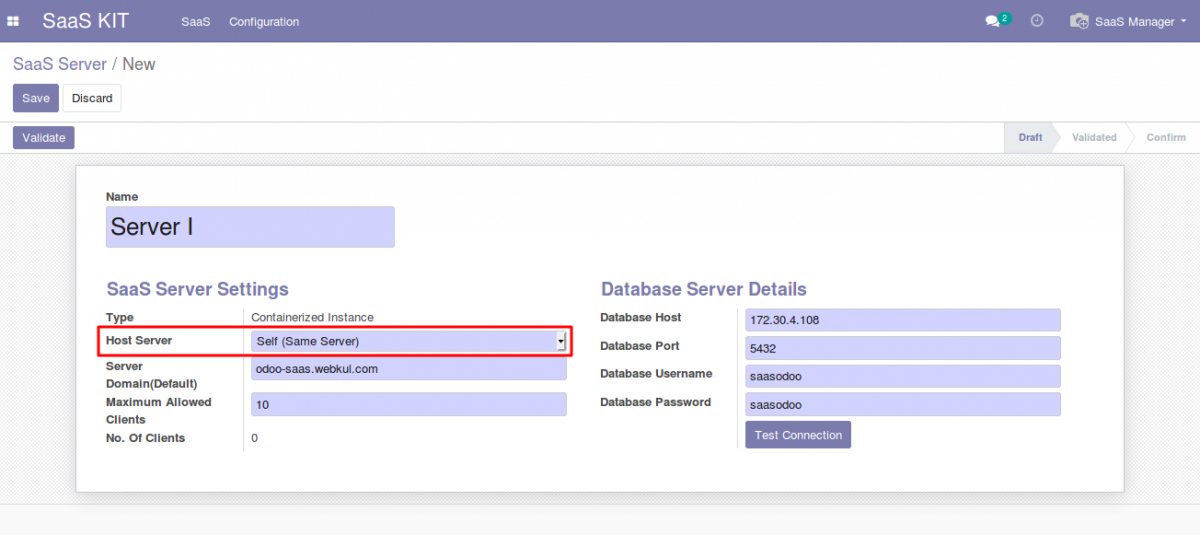 SaaS KIT SaaS Configuration 2 SaaS Manager
SaaS Server / New
Save Discard
Validate Draft Validated Confirm
Name
Server I
SaaS Server Settings
Type Containerized Instance
Host Server Self (Same Server)
Server
Domain(Default) odoo-saas.webkul.com
Maximum Allowed
Clients 10
No. Of Clients 0
Database Server Details
Database Host 172.30.4.108
Database Port 5432
Database Username saasodoo
Database Password saasodoo
Test Connection